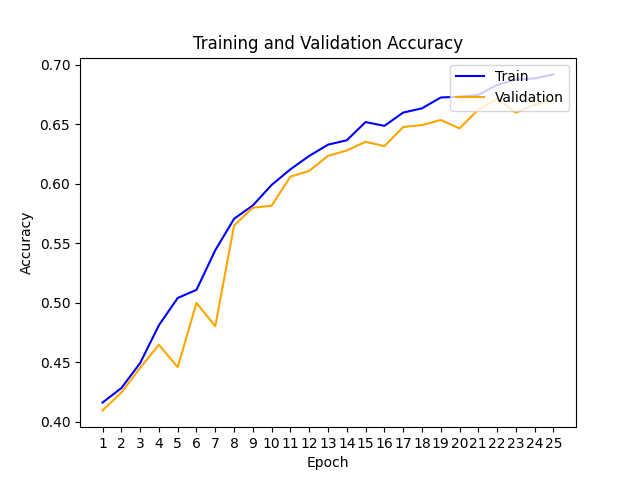 Training and Validation Accuracy
Train
Validation
0.70
0.65
0.60
0.55
0.50
0.45
0.40
Accuracy
1 2 3 4 5 6 7 8 9 10 11 12 13 14 15 16 17 18 19 20 21 22 23 24 25
Epoch